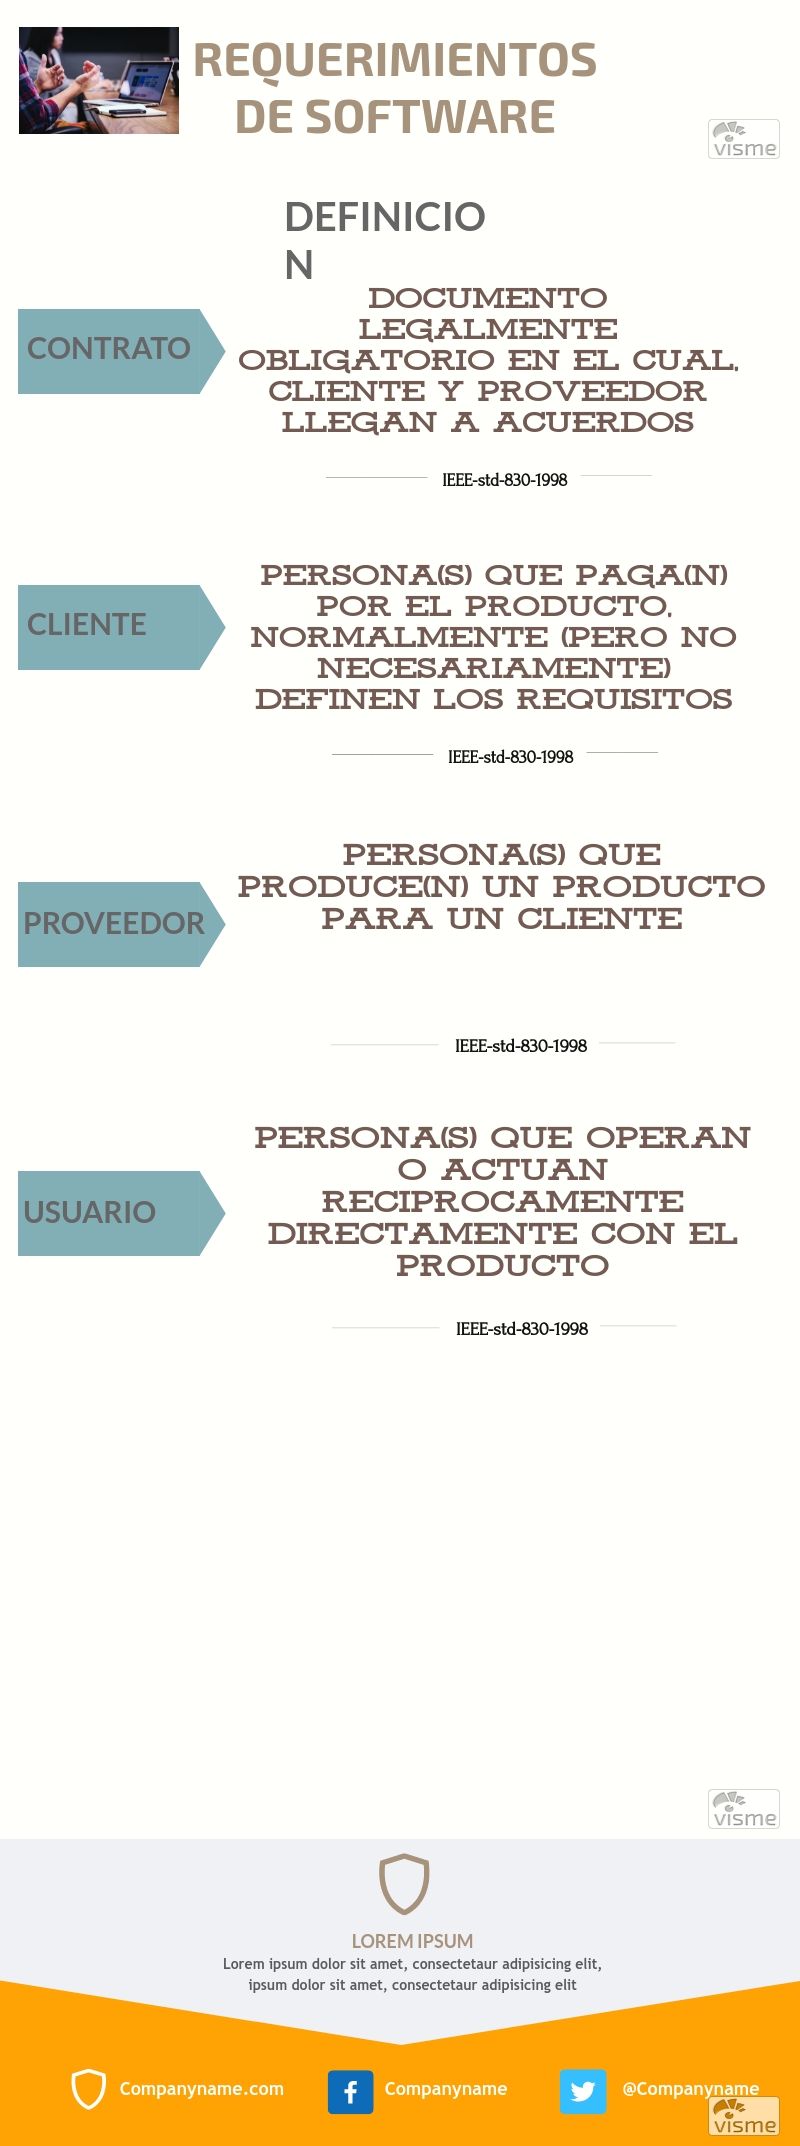 REQUERIMIENTOS
DE SOFTWARE
visme
DEFINICIO
N
CONTRATO
DOCUMENTO
LEGALMENTE
OBLIGATORIO EN EL CUAL,
CLIENTE Y PROVEEDOR
LLEGAN A ACUERDOS
IEEE-std-830-1998
CLIENTE
PERSONA(S) QUE PAGA(N)
POR EL PRODUCTO,
NORMALMENTE (PERO NO
NECESARIAMENTE)
DEFINEN LOS REQUISITOS
IEEE-std-830-1998
PROVEEDOR
PERSONA(S) QUE
PRODUCE(N) UN PRODUCTO
PARA UN CLIENTE
IEEE-std-830-1998
USUARIO
PERSONA(S) QUE OPERAN
O ACTUAN
RECIPROCAMENTE
DIRECTAMENTE CON EL
PRODUCTO
IEEE-std-830-1998
visme
LOREM IPSUM
Lorem ipsum dolor sit amet, consectetaur adipisicing elit,
ipsum dolor sit amet, consectetaur adipisicing elit
Companyname.com
Companyname
@Companyname
visme